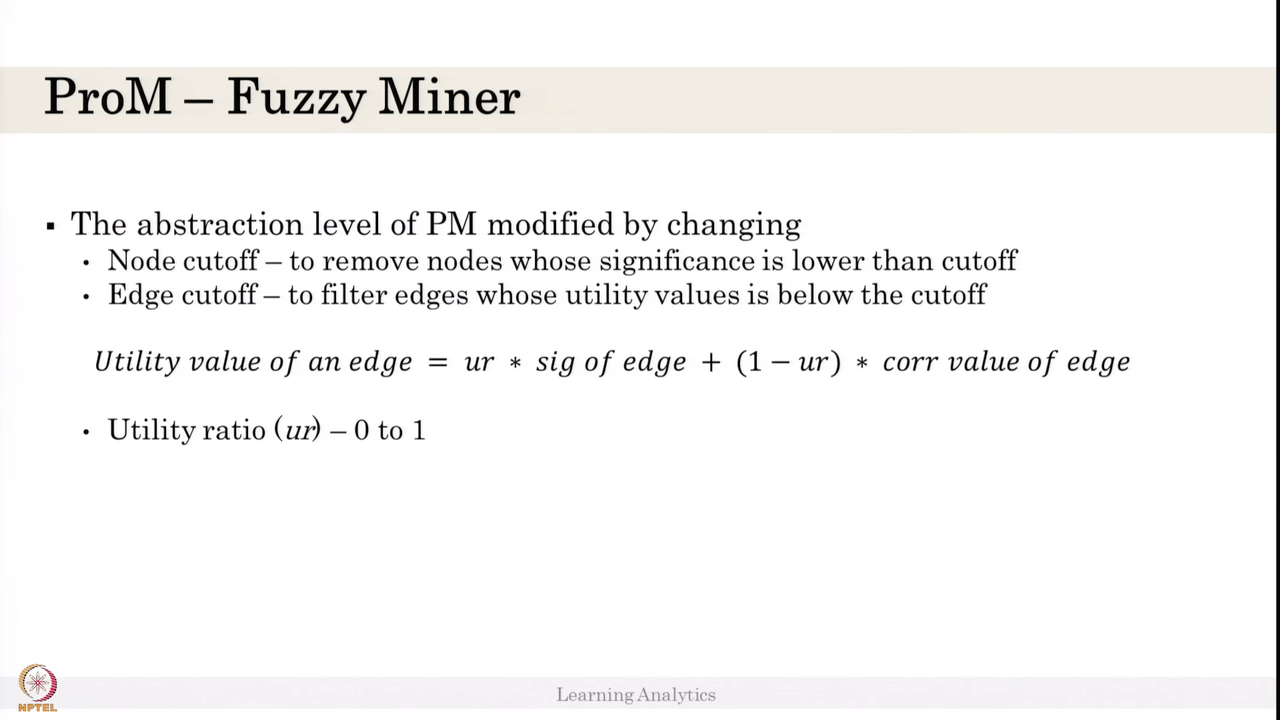 ProM – Fuzzy Miner
▪ The abstraction level of PM modified by changing
• Node cutoff – to remove nodes whose significance is lower than cutoff
• Edge cutoff – to filter edges whose utility values is below the cutoff
Utility value of an edge = ur * sig of edge + (1 − ur) * corr value of edge
• Utility ratio (ur) – 0 to 1
NPTEL
Learning Analytics